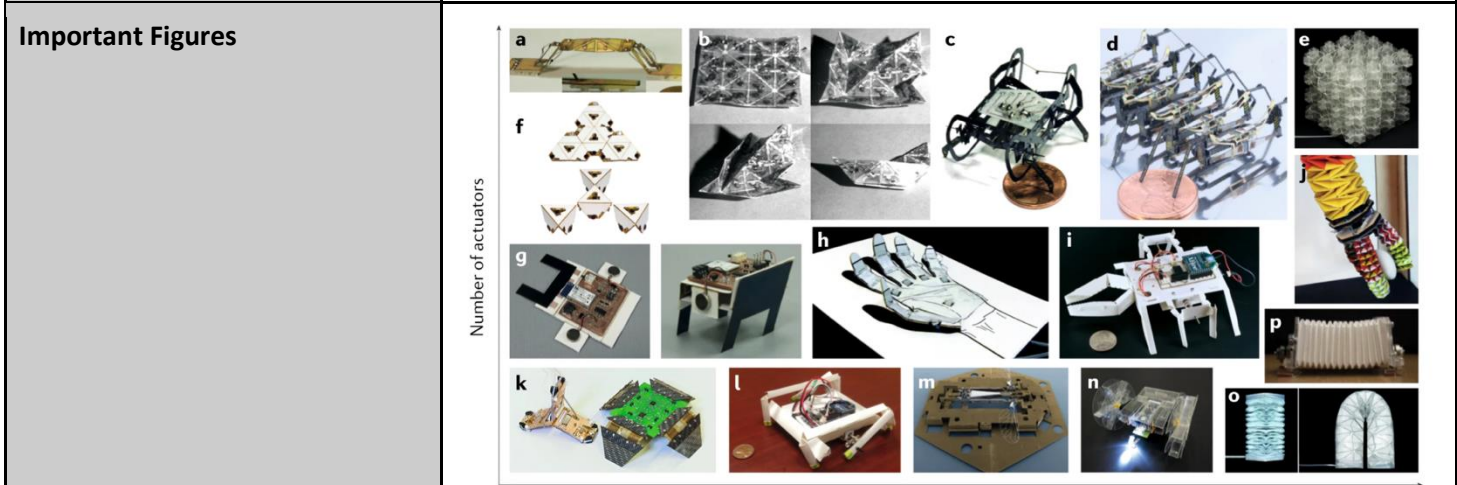 Important Figures
Number of actuators
a
b
c
d
e
f
j
g
h
i
p
k
l
m
n
o